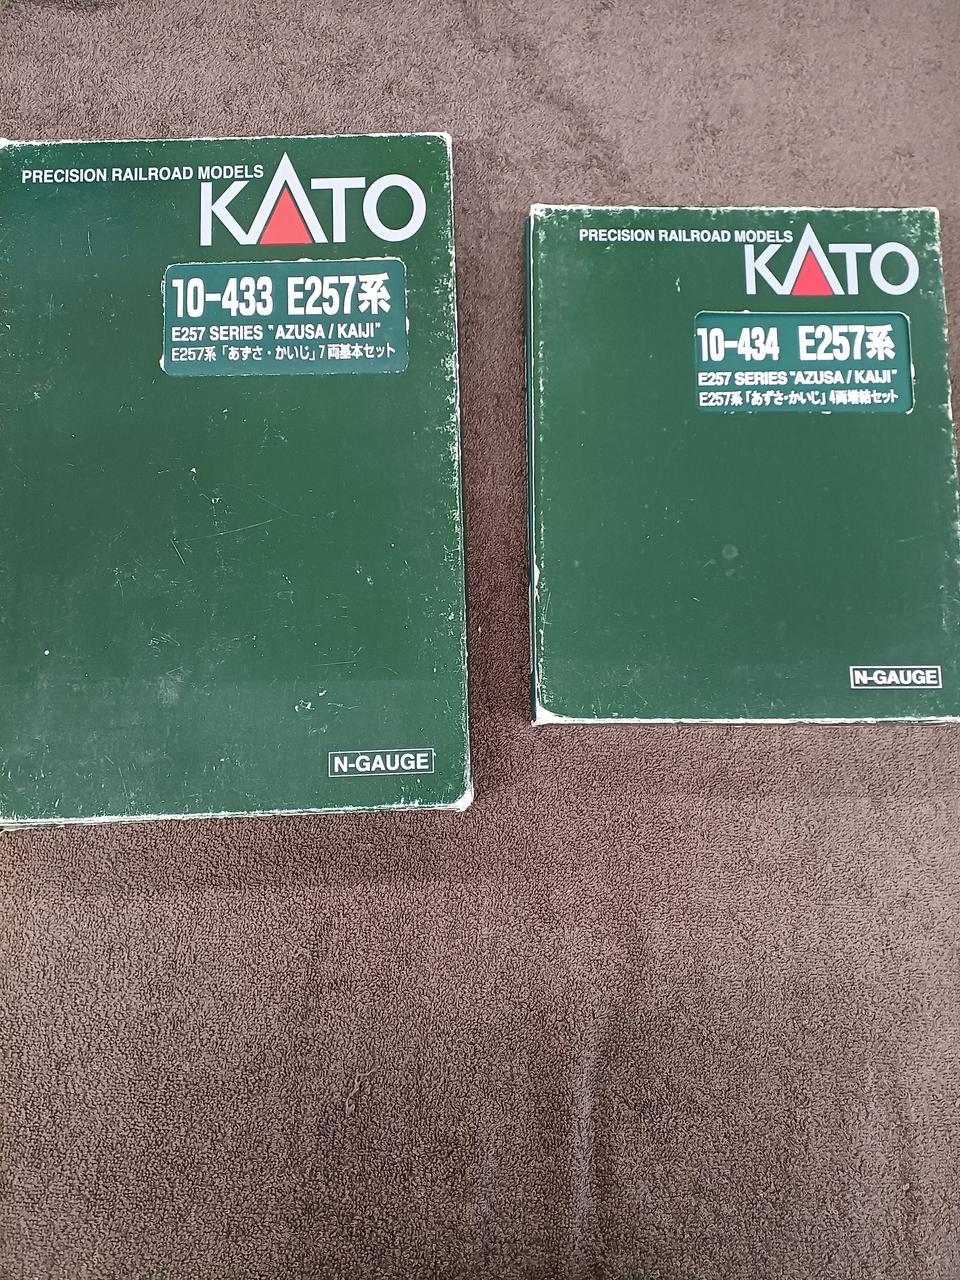 PRECISION RAILROAD MODELS
KATO
10-433 E257系
E257 SERIES "AZUSA / KAIJI"
E257系「あずさ・かいじ」7両基本セット
N-GAUGE
PRECISION RAILROAD MODELS
KATO
10-434 E257系
E257 SERIES "AZUSA / KAIJI"
E257系「あずさ・かいじ」4両増結セット
N-GAUGE